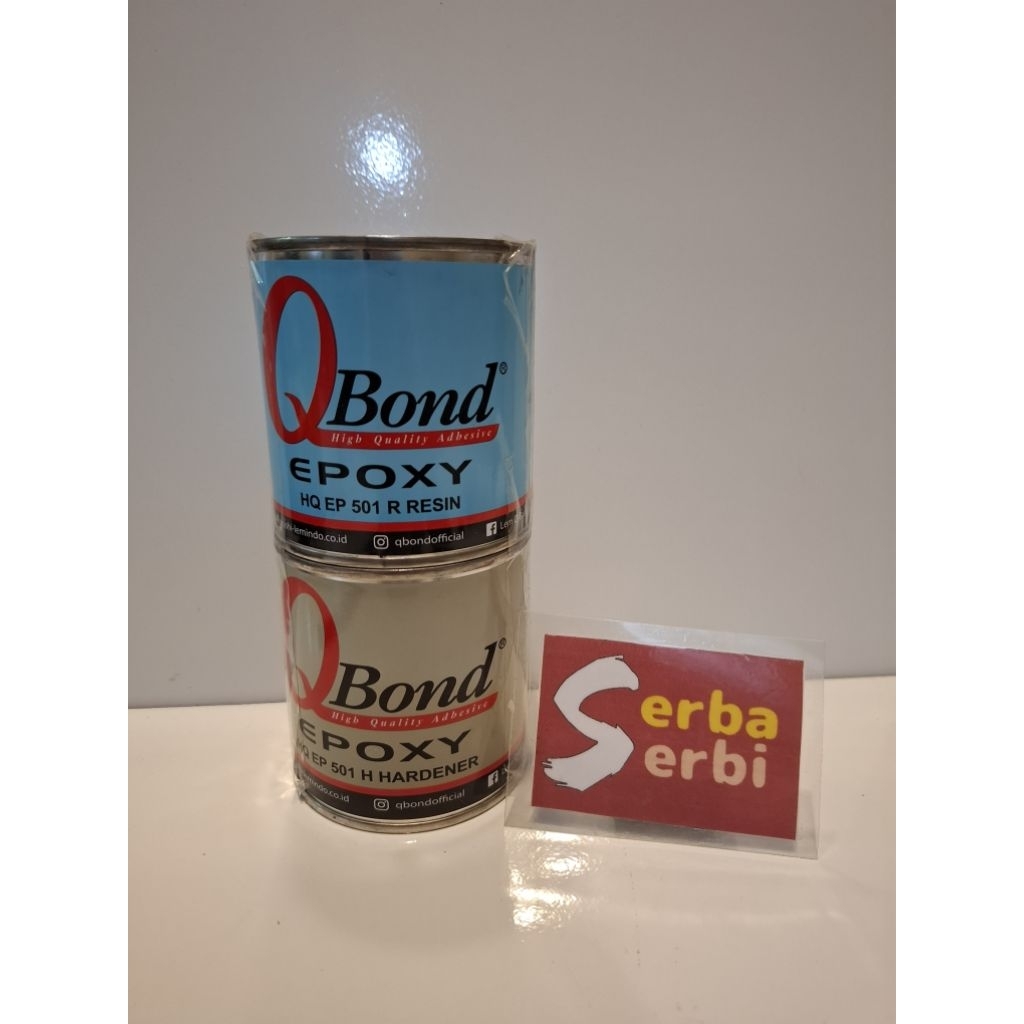 QBond®
High Quality Adhesive
EPOXY
HQ EP 501 R RESIN
qbondofficial
QBond®
High Quality Adhesive
EPOXY
HQ EP 501 H HARDENER
qbondofficial
Serba
Serbi